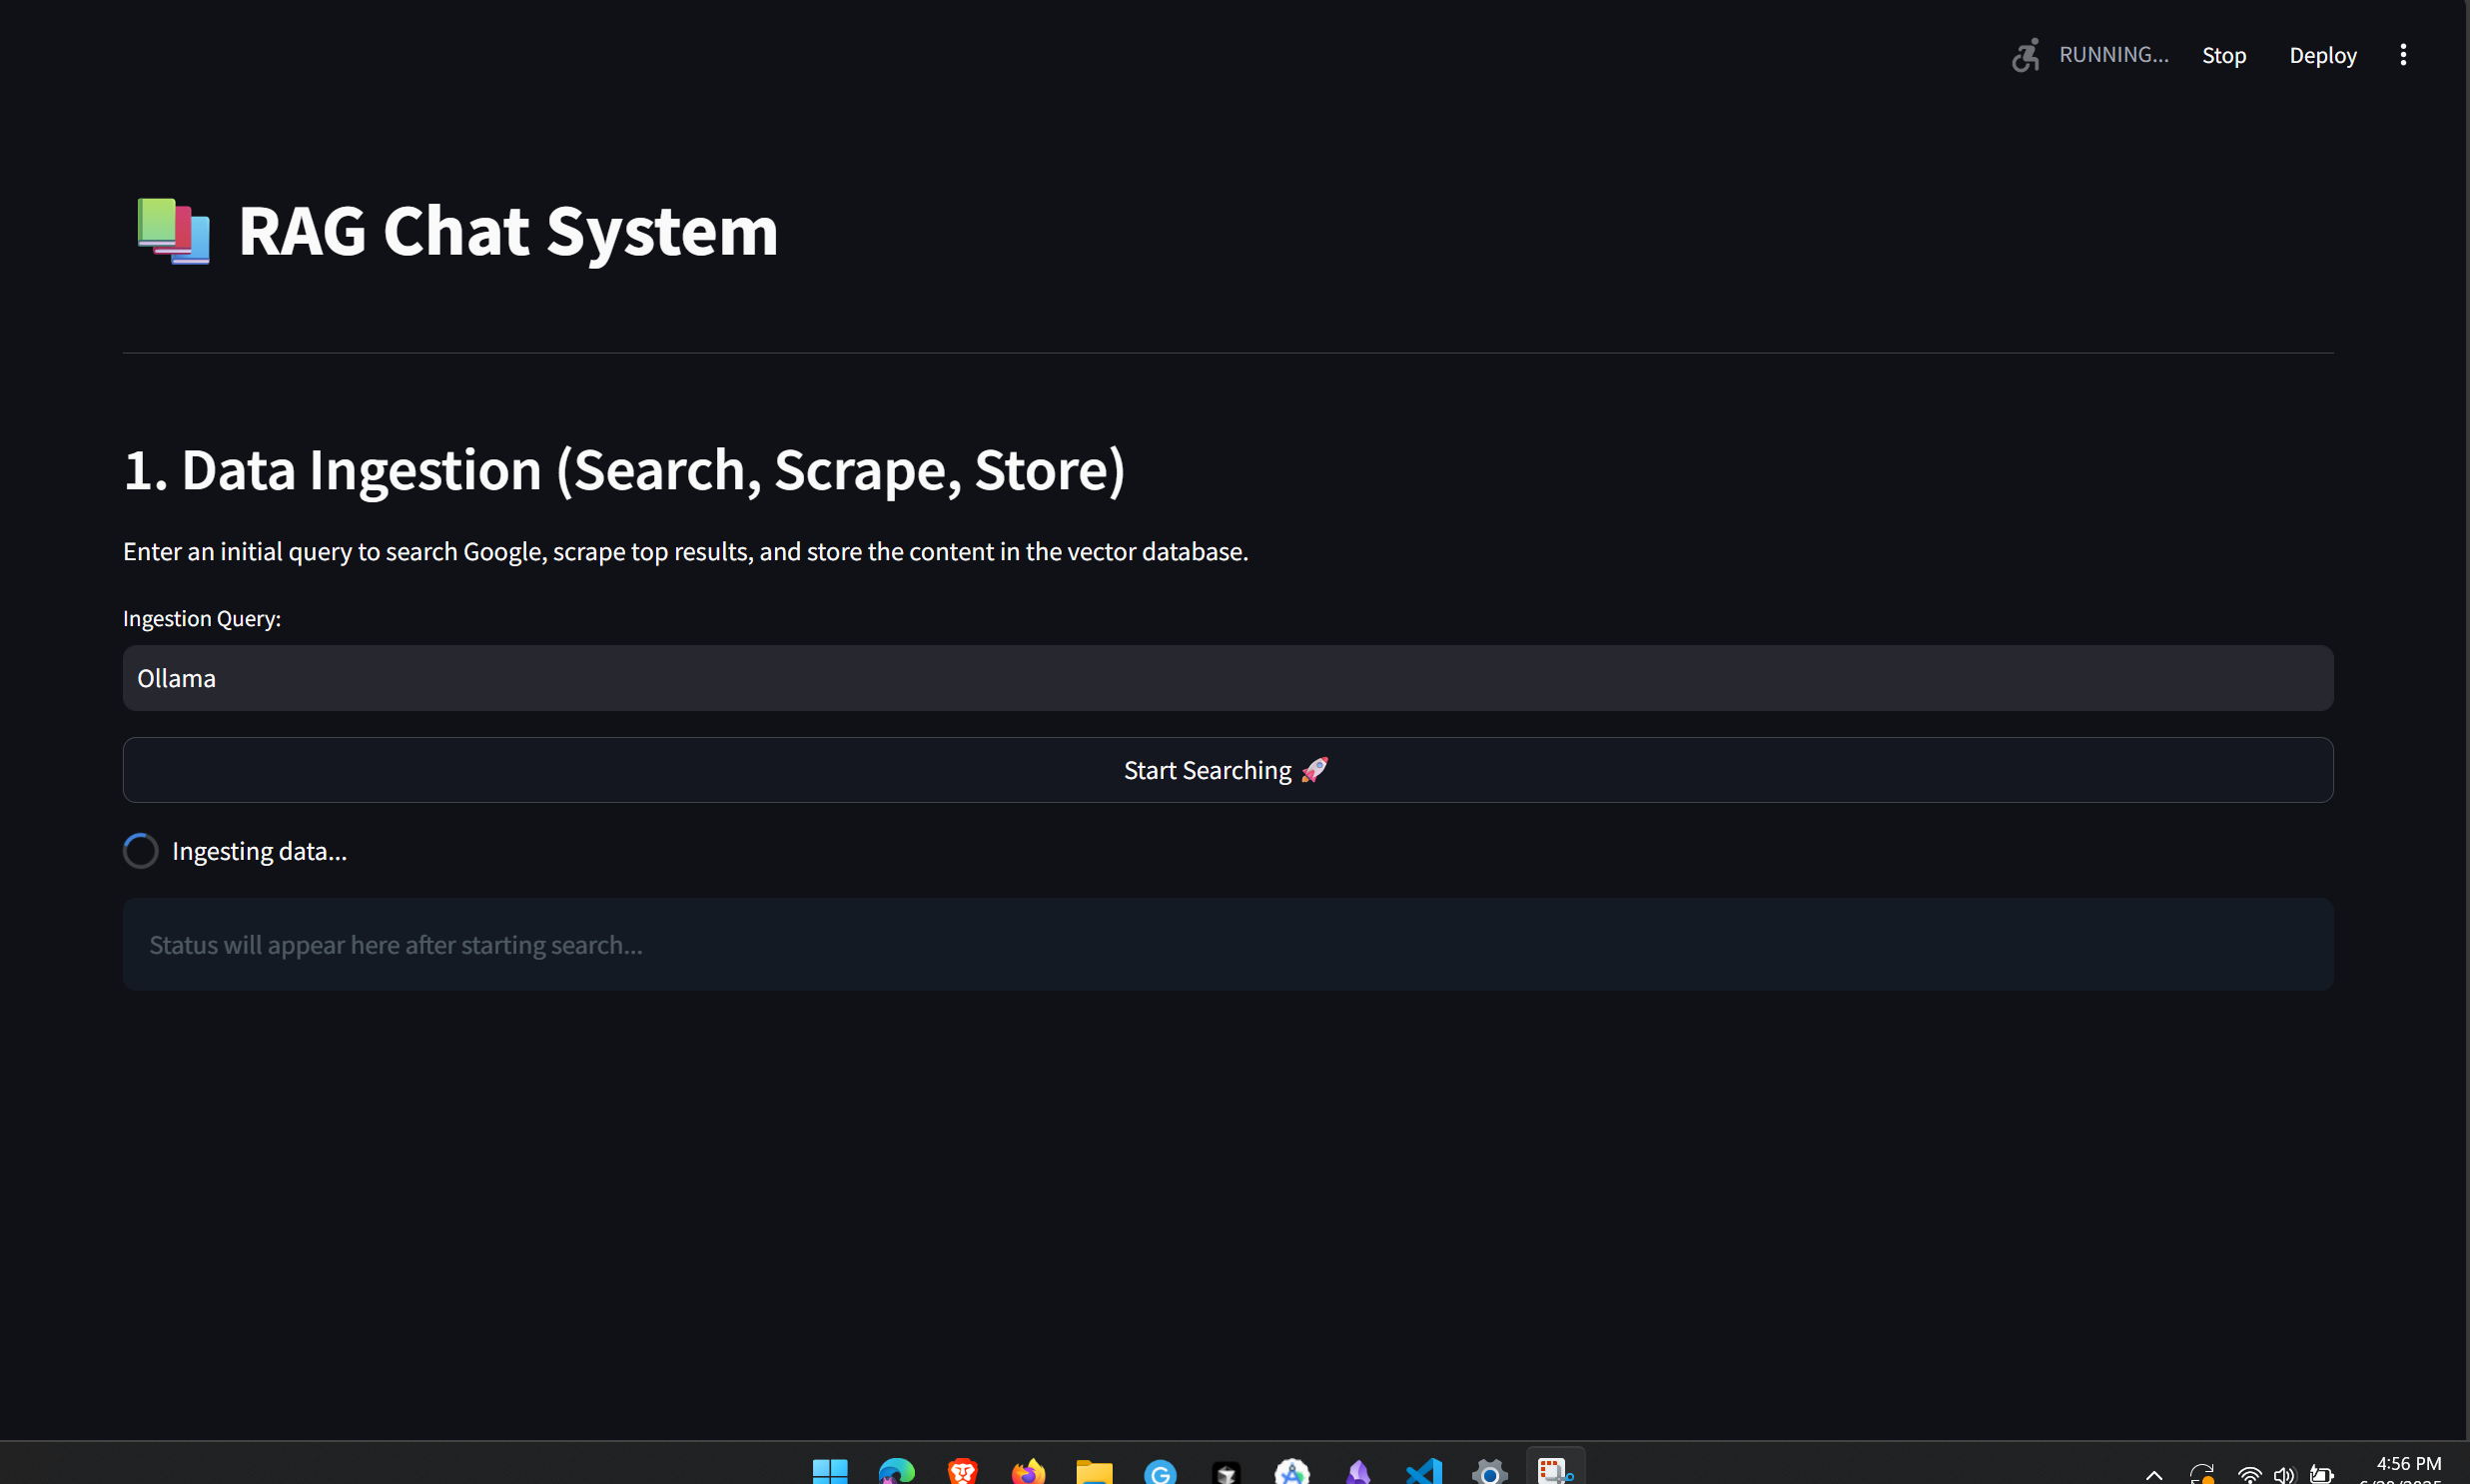 RUNNING...
Stop
Deploy
RAG Chat System
1. Data Ingestion (Search, Scrape, Store)
Enter an initial query to search Google, scrape top results, and store the content in the vector database.
Ingestion Query:
Ollama
Start Searching 🚀
Ingesting data...
Status will appear here after starting search...
4:56 PM